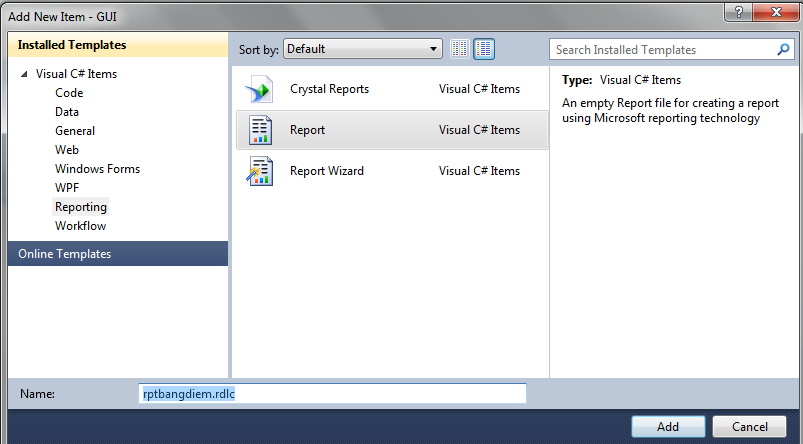 Add New Item - GUI
Installed Templates
Sort by: Default
Search Installed Templates
Visual C# Items
Code
Data
General
Web
Windows Forms
WPF
Reporting
Workflow
Online Templates
Crystal Reports Visual C# Items
Report Visual C# Items
Report Wizard Visual C# Items
Type: Visual C# Items
An empty Report file for creating a report
using Microsoft reporting technology
Name: rptbangdiem.rdlc
Add Cancel